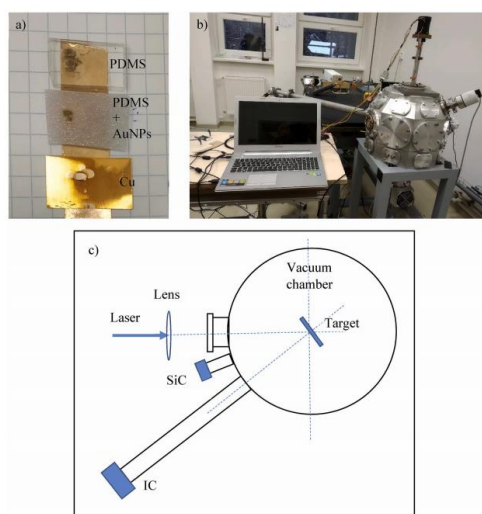 a)
PDMS
PDMS
+
AuNPs
Cu
b)
c)
Vacuum
chamber
Lens
Laser
Target
SiC
IC